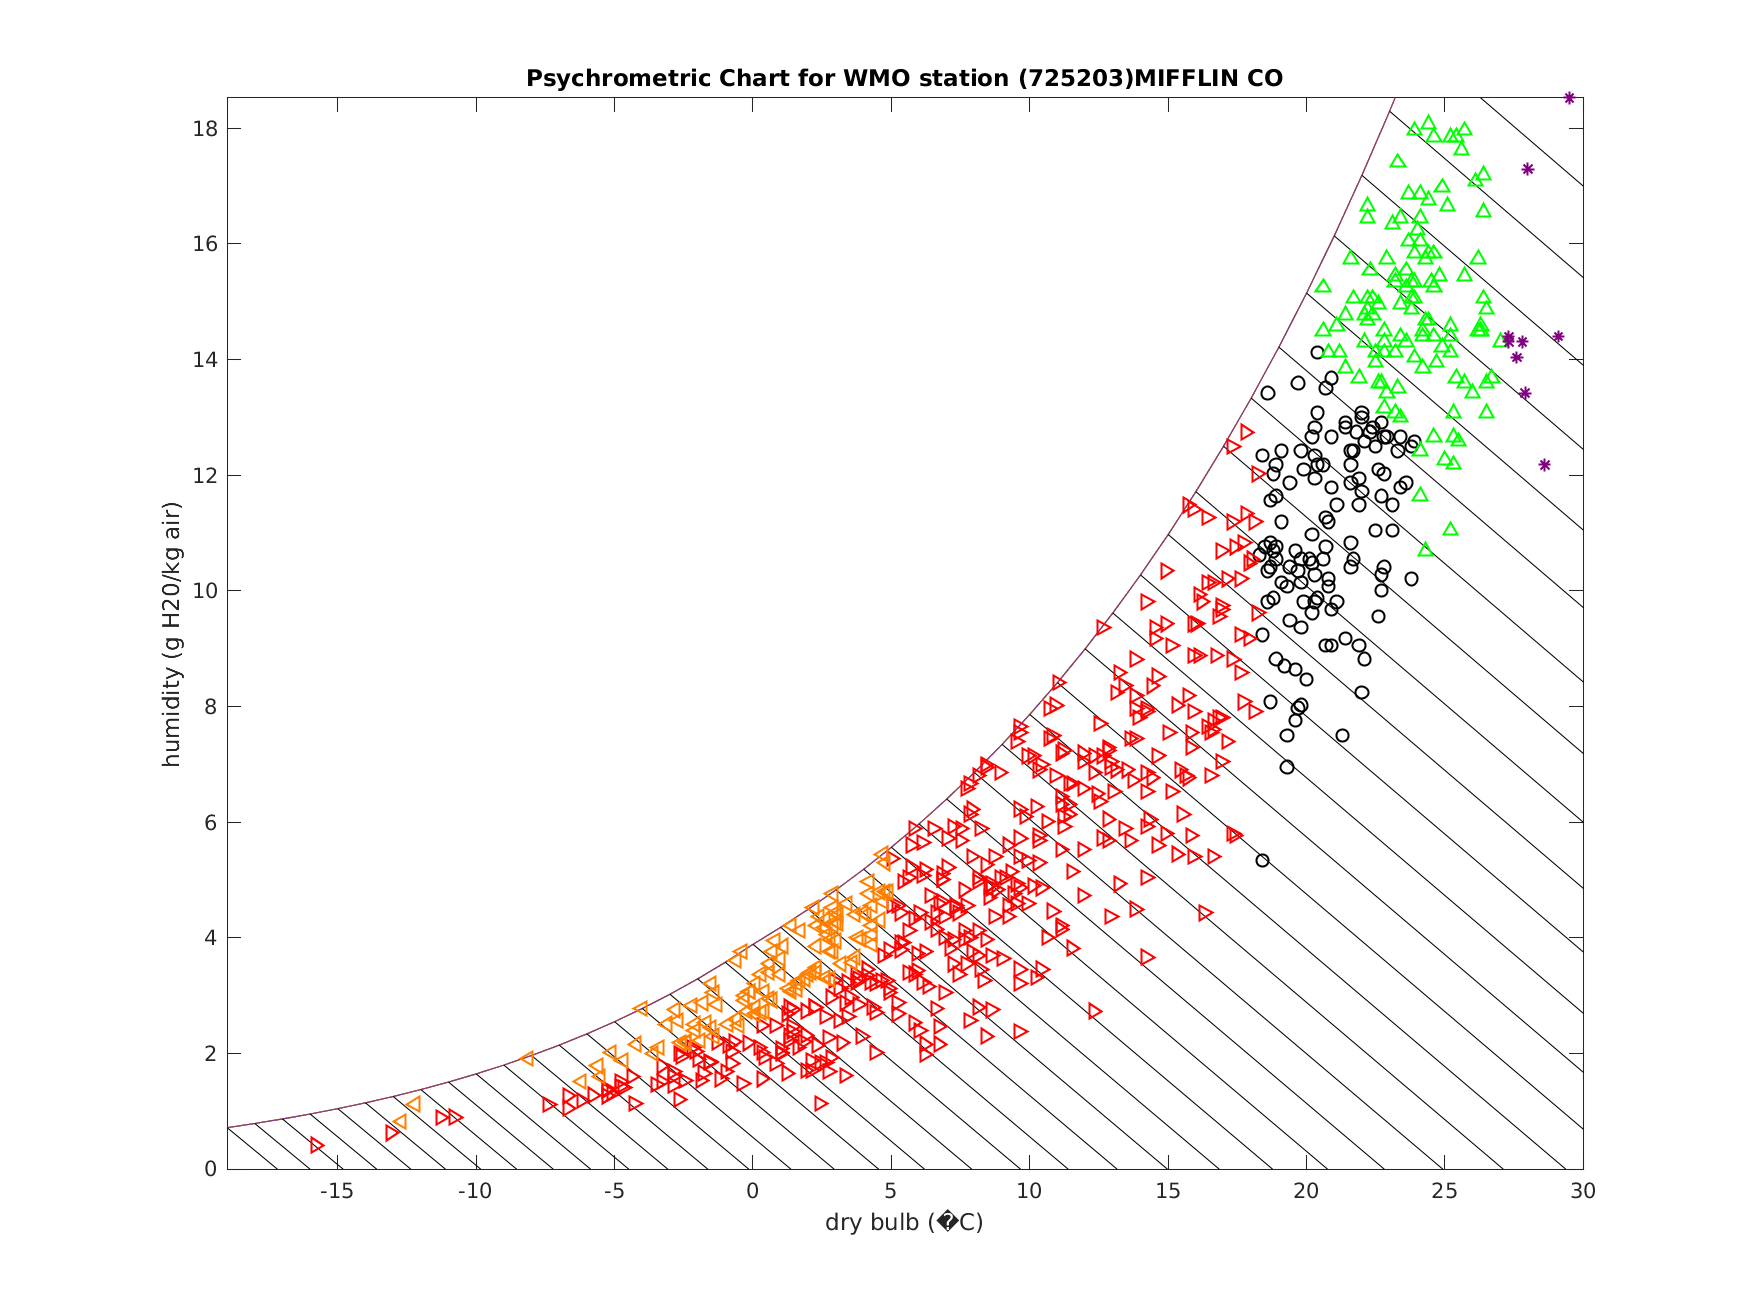 Psychrometric Chart for WMO station (725203)MIFFLIN CO
humidity (g H20/kg air)
18
16
14
12
10
8
6
4
2
0
-15 -10 -5 0 5 10 15 20 25 30
dry bulb (�C)